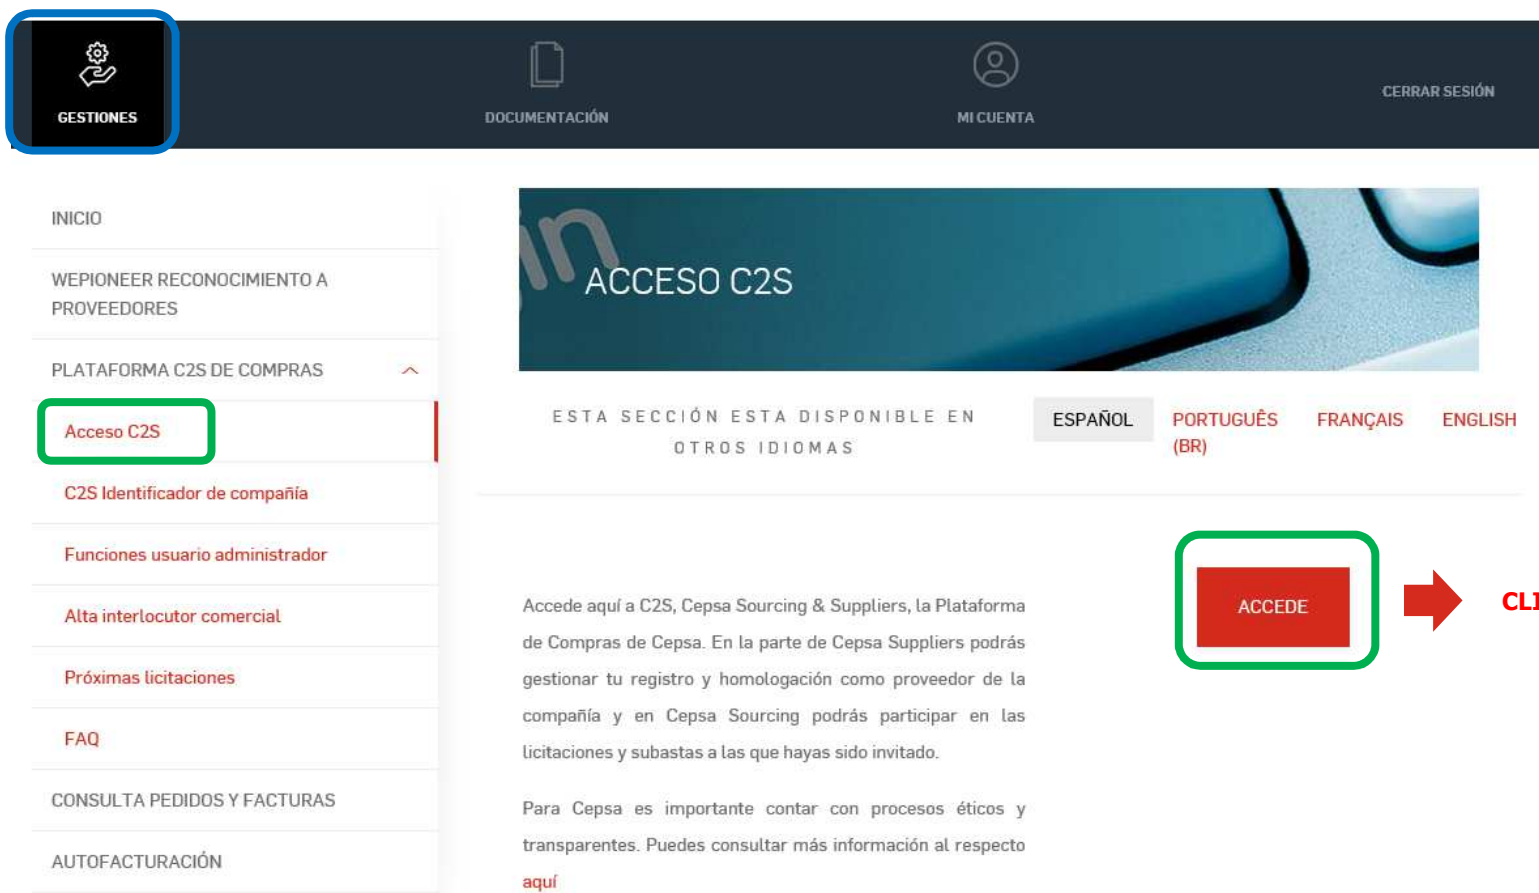 GESTIONES
DOCUMENTACIÓN
MI CUENTA
CERRAR SESIÓN
INICIO
WEPIONEER RECONOCIMIENTO A
PROVEEDORES
PLATAFORMA C2S DE COMPRAS
Acceso C2S
C2S Identificador de compañía
Funciones usuario administrador
Alta interlocutor comercial
Próximas licitaciones
FAQ
CONSULTA PEDIDOS Y FACTURAS
AUTOFACTURACIÓN
ACCESO C2S
ESTA SECCIÓN ESTA DISPONIBLE EN
OTROS IDIOMAS
ESPAÑOL
PORTUGUÊS
(BR)
FRANÇAIS
ENGLISH
Accede aquí a C2S, Cepsa Sourcing & Suppliers, la Plataforma
de Compras de Cepsa. En la parte de Cepsa Suppliers podrás
gestionar tu registro y homologación como proveedor de la
compañía y en Cepsa Sourcing podrás participar en las
licitaciones y subastas a las que hayas sido invitado.
Para Cepsa es importante contar con procesos éticos y
transparentes. Puedes consultar más información al respecto
aquí
ACCEDE